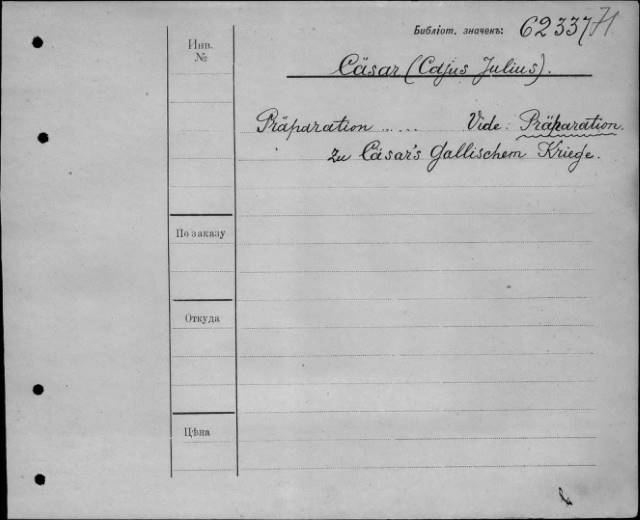 Библіот. значекъ: 62337/71
Инв.
№
Cäsar (Cajus Julius).
Präparation ..... Vide: Präparation.
zu Cäsar's Gallischem Kriege.
По заказу
Откуда
Цѣна